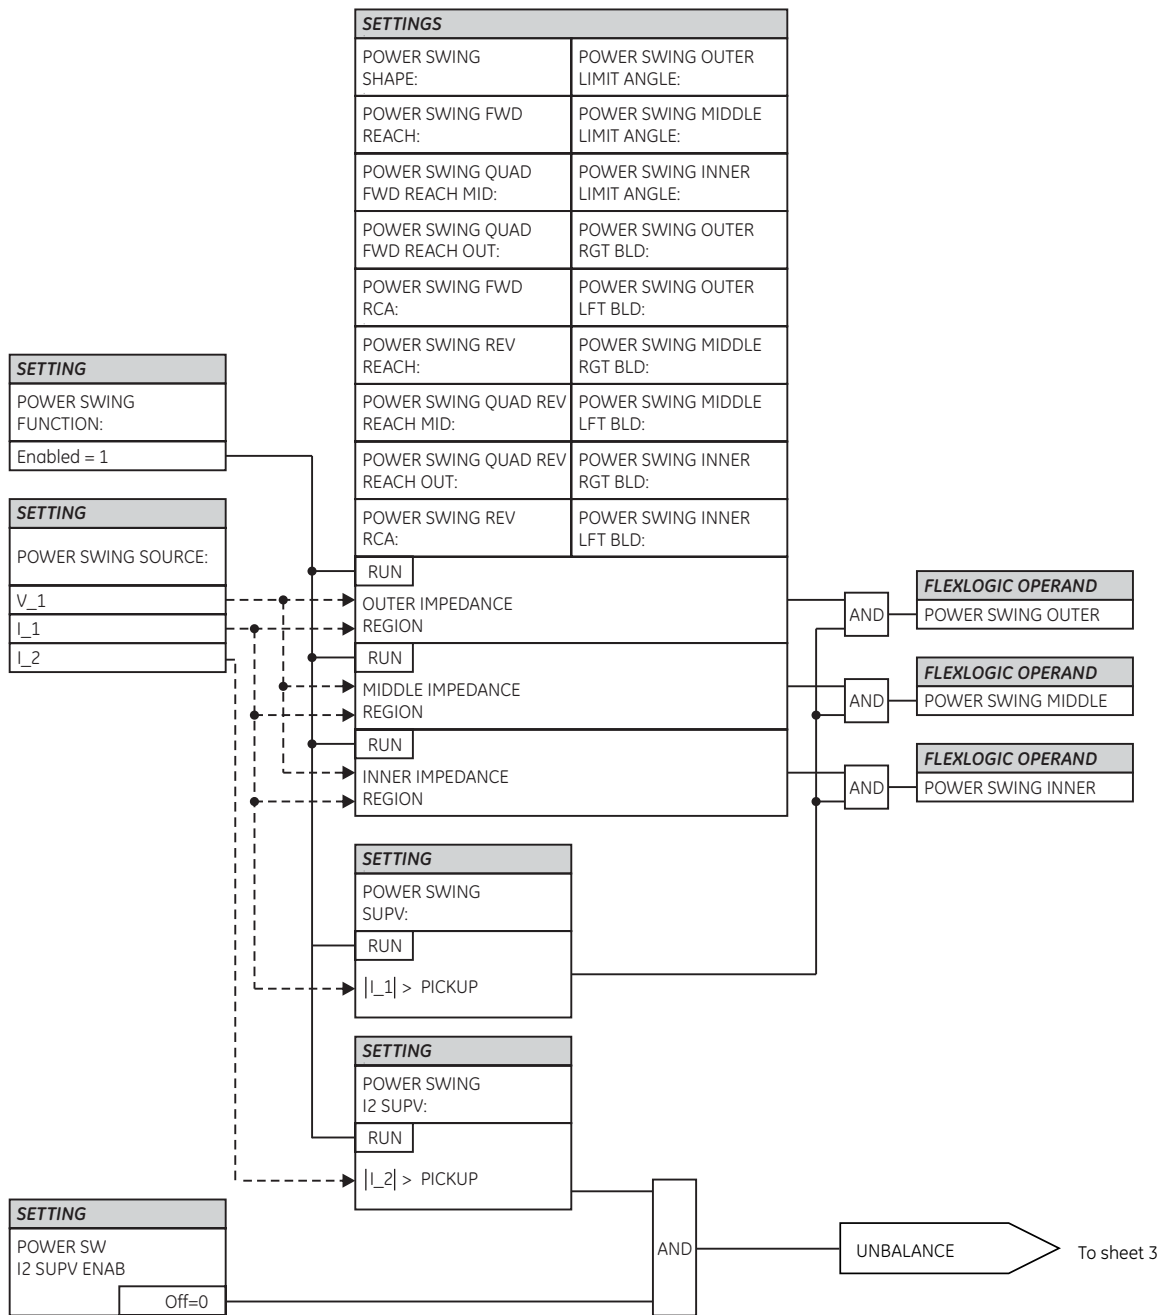 SETTINGS
POWER SWING
SHAPE:
POWER SWING OUTER
LIMIT ANGLE:
POWER SWING FWD
REACH:
POWER SWING MIDDLE
LIMIT ANGLE:
POWER SWING QUAD
FWD REACH MID:
POWER SWING INNER
LIMIT ANGLE:
POWER SWING QUAD
FWD REACH OUT:
POWER SWING OUTER
RGT BLD:
POWER SWING FWD
RCA:
POWER SWING OUTER
LFT BLD:
POWER SWING REV
REACH:
POWER SWING MIDDLE
RGT BLD:
POWER SWING QUAD REV
REACH MID:
POWER SWING MIDDLE
LFT BLD:
POWER SWING QUAD REV
REACH OUT:
POWER SWING INNER
RGT BLD:
POWER SWING REV
RCA:
POWER SWING INNER
LFT BLD:
SETTING
POWER SWING
FUNCTION:
Enabled = 1
SETTING
POWER SWING SOURCE:
V_1
I_1
I_2
RUN
OUTER IMPEDANCE
REGION
RUN
MIDDLE IMPEDANCE
REGION
RUN
INNER IMPEDANCE
REGION
AND
FLEXLOGIC OPERAND
POWER SWING OUTER
AND
FLEXLOGIC OPERAND
POWER SWING MIDDLE
AND
FLEXLOGIC OPERAND
POWER SWING INNER
SETTING
POWER SWING
SUPV:
RUN
|I_1| > PICKUP
SETTING
POWER SWING
I2 SUPV:
RUN
|I_2| > PICKUP
SETTING
POWER SW
I2 SUPV ENAB
Off=0
AND
UNBALANCE
To sheet 3